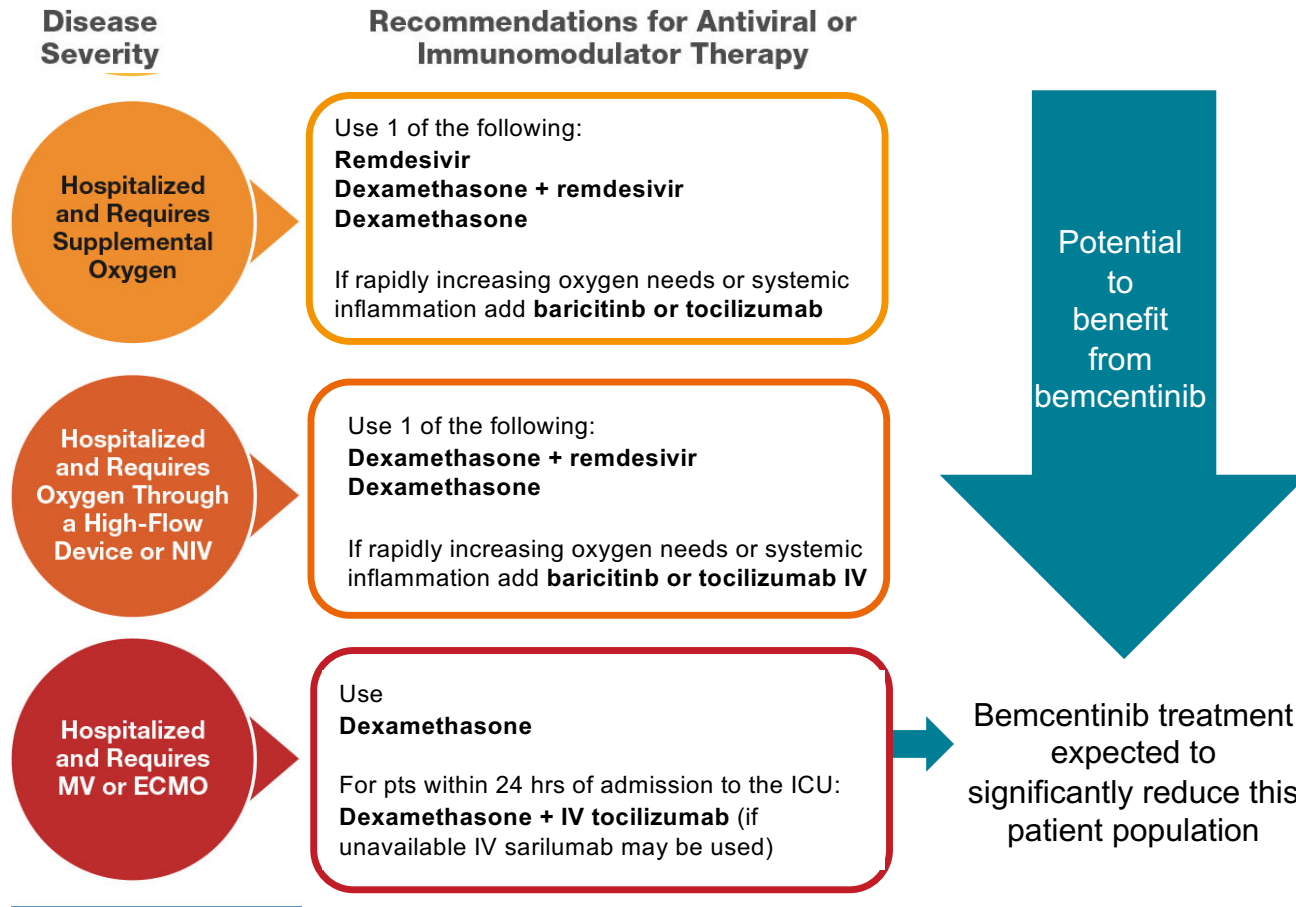 Disease
Severity
Recommendations for Antiviral or
Immunomodulator Therapy
Hospitalized
and Requires
Supplemental
Oxygen
Use 1 of the following:
Remdesivir
Dexamethasone + remdesivir
Dexamethasone
If rapidly increasing oxygen needs or systemic
inflammation add baricitinb or tocilizumab
Potential
to
benefit
from
bemcentinib
Hospitalized
and Requires
Oxygen Through
a High-Flow
Device or NIV
Use 1 of the following:
Dexamethasone + remdesivir
Dexamethasone
If rapidly increasing oxygen needs or systemic
inflammation add baricitinb or tocilizumab IV
Hospitalized
and Requires
MV or ECMO
Use
Dexamethasone
For pts within 24 hrs of admission to the ICU:
Dexamethasone + IV tocilizumab (if
unavailable IV sarilumab may be used)
Bemcentinib treatment
expected to
significantly reduce this
patient population